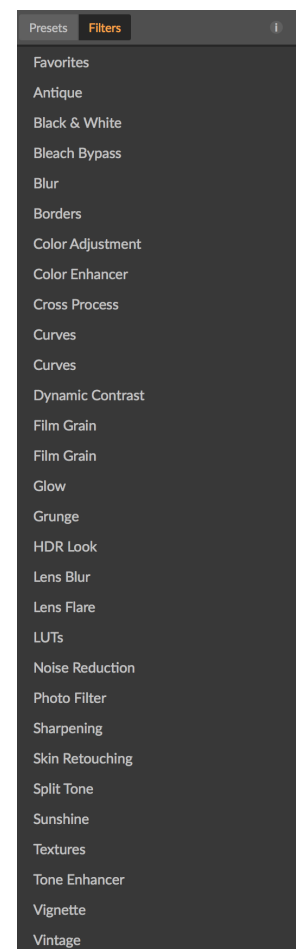 Presets Filters i
Favorites
Antique
Black & White
Bleach Bypass
Blur
Borders
Color Adjustment
Color Enhancer
Cross Process
Curves
Curves
Dynamic Contrast
Film Grain
Film Grain
Glow
Grunge
HDR Look
Lens Blur
Lens Flare
LUTs
Noise Reduction
Photo Filter
Sharpening
Skin Retouching
Split Tone
Sunshine
Textures
Tone Enhancer
Vignette
Vintage